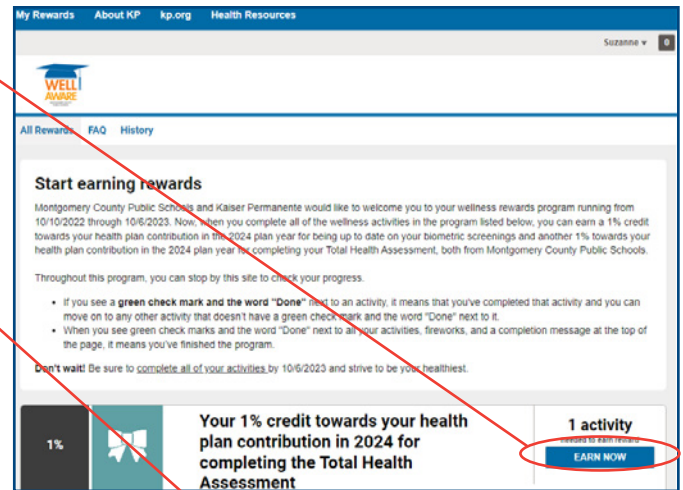 My Rewards About KP kp.org Health Resources
Suzanne 0
WELL
AWARE
All Rewards FAQ History
Start earning rewards
Montgomery County Public Schools and Kaiser Permanente would like to welcome you to your wellness rewards program running from
10/10/2022 through 10/6/2023. Now, when you complete all of the wellness activities in the program listed below, you can earn a 1% credit
towards your health plan contribution in the 2024 plan year for being up to date on your biometric screenings and another 1% towards your
health plan contribution in the 2024 plan year for completing your Total Health Assessment, both from Montgomery County Public Schools.
Throughout this program, you can stop by this site to check your progress.
• If you see a green check mark and the word "Done" next to an activity, it means that you've completed that activity and you can
move on to any other activity that doesn't have a green check mark and the word "Done" next to it.
• When you see green check marks and the word "Done" next to all your activities, fireworks, and a completion message at the top of
the page, it means you've finished the program.
Don't wait! Be sure to complete all of your activities by 10/6/2023 and strive to be your healthiest.
1%
Your 1% credit towards your health
plan contribution in 2024 for
completing the Total Health
Assessment
1 activity
needed to earn reward
EARN NOW